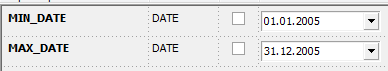 MIN_DATE DATE 01.01.2005
MAX_DATE DATE 31.12.2005